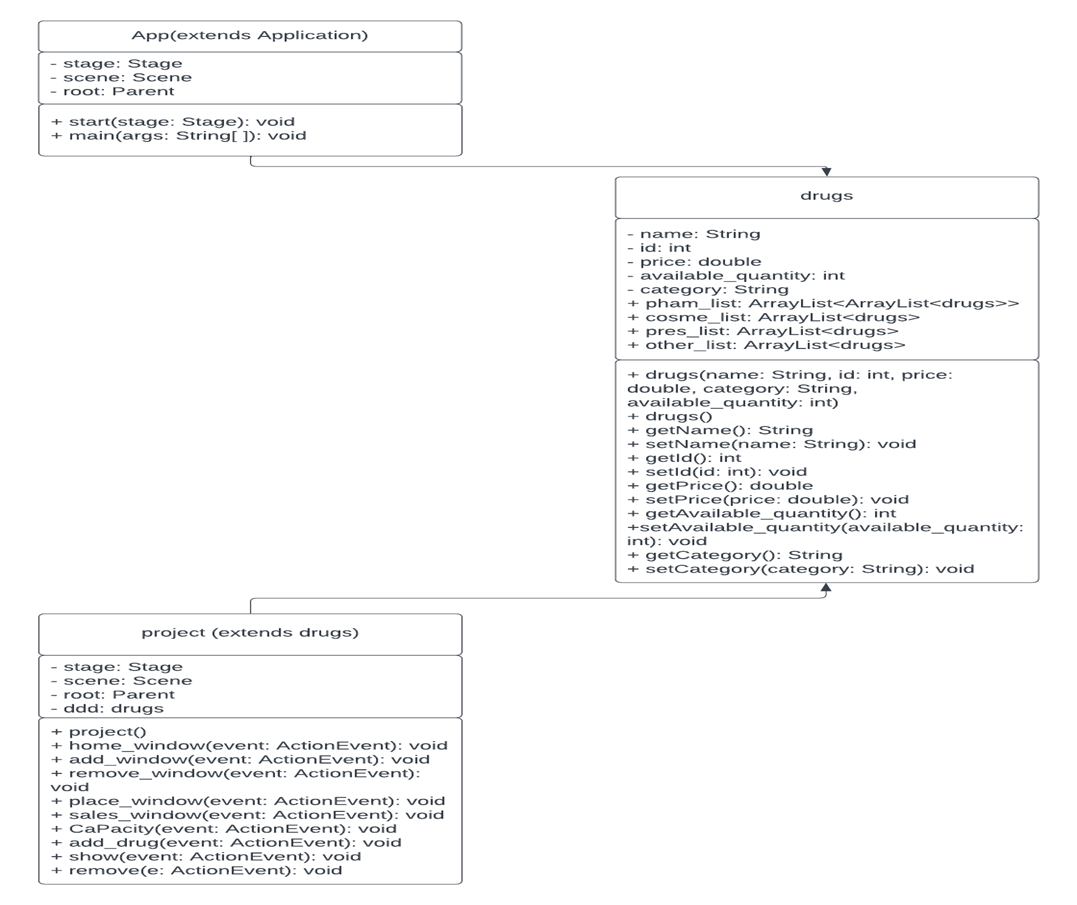 App(extends Application)
- stage: Stage
- scene: Scene
- root: Parent
+ start(stage: Stage): void
+ main(args: String[ ]): void
drugs
- name: String
- id: int
- price: double
- available_quantity: int
- category: String
+ pham_list: ArrayList<ArrayList<drugs>>
+ cosme_list: ArrayList<drugs>
+ pres_list: ArrayList<drugs>
+ other_list: ArrayList<drugs>
+ drugs(name: String, id: int, price:
double, category: String,
available_quantity: int)
+ drugs()
+ getName(): String
+ setName(name: String): void
+ getId(): int
+ setId(id: int): void
+ getPrice(): double
+ setPrice(price: double): void
+ getAvailable_quantity(): int
+setAvailable_quantity(available_quantity:
int): void
+ getCategory(): String
+ setCategory(category: String): void
project (extends drugs)
- stage: Stage
- scene: Scene
- root: Parent
- ddd: drugs
+ project()
+ home_window(event: ActionEvent): void
+ add_window(event: ActionEvent): void
+ remove_window(event: ActionEvent):
void
+ place_window(event: ActionEvent): void
+ sales_window(event: ActionEvent): void
+ CaPacity(event: ActionEvent): void
+ add_drug(event: ActionEvent): void
+ show(event: ActionEvent): void
+ remove(e: ActionEvent): void